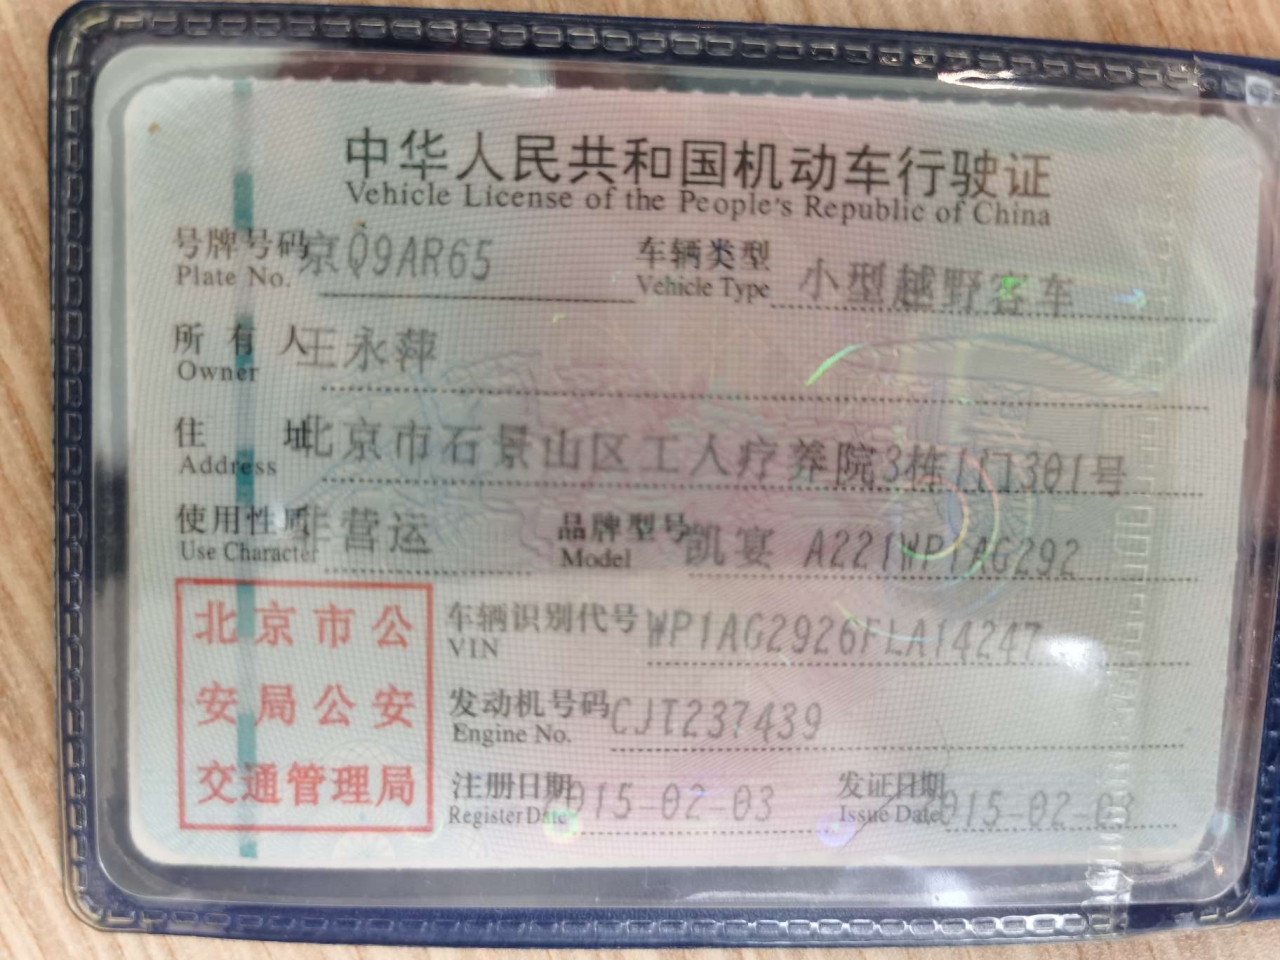 中华人民共和国机动车行驶证
Vehicle License of the People's Republic of China
号牌号码 京Q9AR65 车辆类型 小型越野客车
Plate No. Vehicle Type
所有人 王永萍
Owner
住址 北京市石景山区工人疗养院3栋1门301号
Address
使用性质 非营运 品牌型号 凯宴 A221WP1AG292
Use Character Model
北京市公
安局公安
交通管理局
车辆识别代号 WP1AG2926FLA14247
VIN
发动机号码 CJT237439
Engine No.
注册日期 2015-02-03 发证日期 2015-02-03
Register Date Issue Date